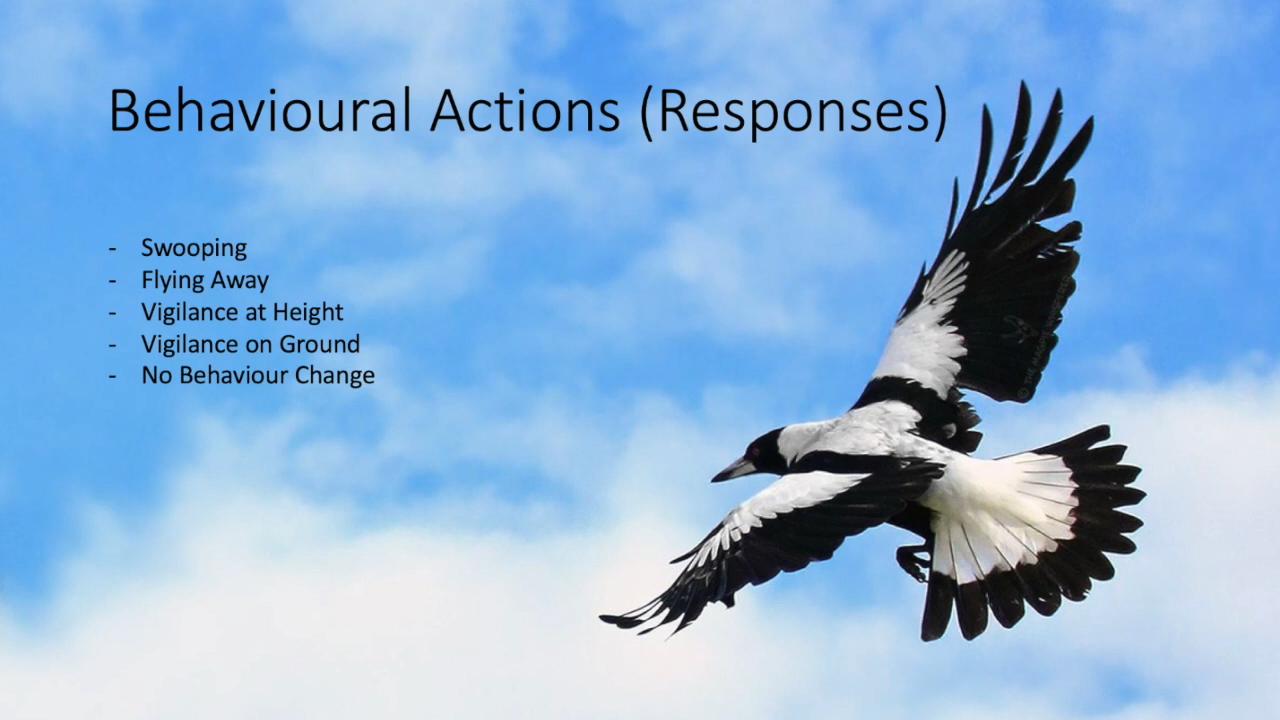 Behavioural Actions (Responses)
- Swooping
- Flying Away
- Vigilance at Height
- Vigilance on Ground
- No Behaviour Change